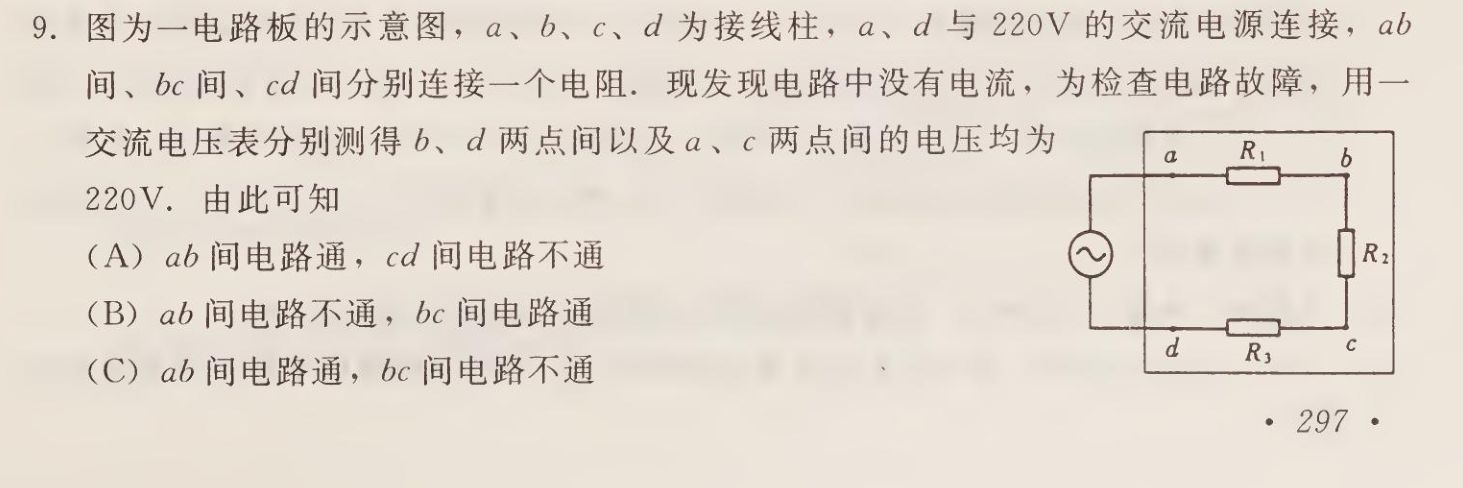 9. 图为一电路板的示意图，a、b、c、d 为接线柱，a、d 与 220V 的交流电源连接，ab
间、bc 间、cd 间分别连接一个电阻．现发现电路中没有电流，为检查电路故障，用一
交流电压表分别测得 b、d 两点间以及 a、c 两点间的电压均为
220V．由此可知
（A）ab 间电路通，cd 间电路不通
（B）ab 间电路不通，bc 间电路通
（C）ab 间电路通，bc 间电路不通
a R₁ b
R₂
d R₃ c
· 297 ·